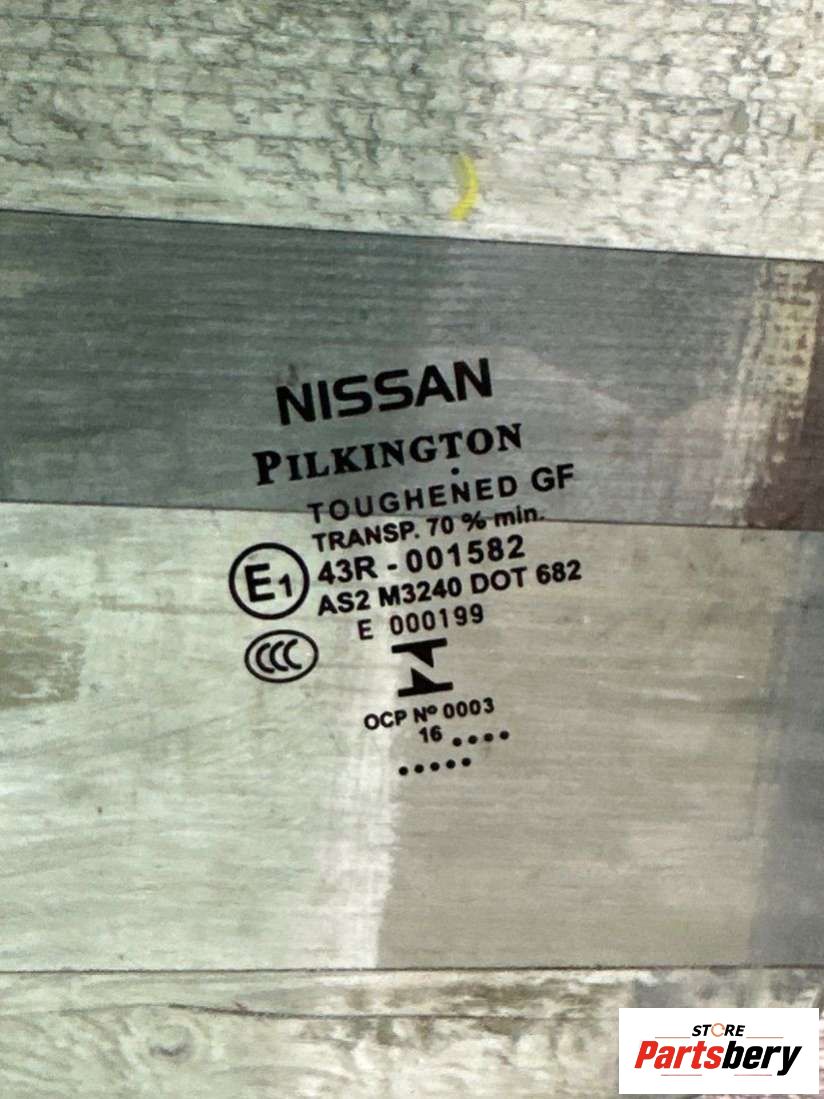 NISSAN
PILKINGTON
TOUGHENED GF
TRANSP. 70 % min.
E1
43R - 001582
AS2 M3240 DOT 682
E 000199
CCC
OCP Nº 0003
16 ....
.....
STORE
Partsbery